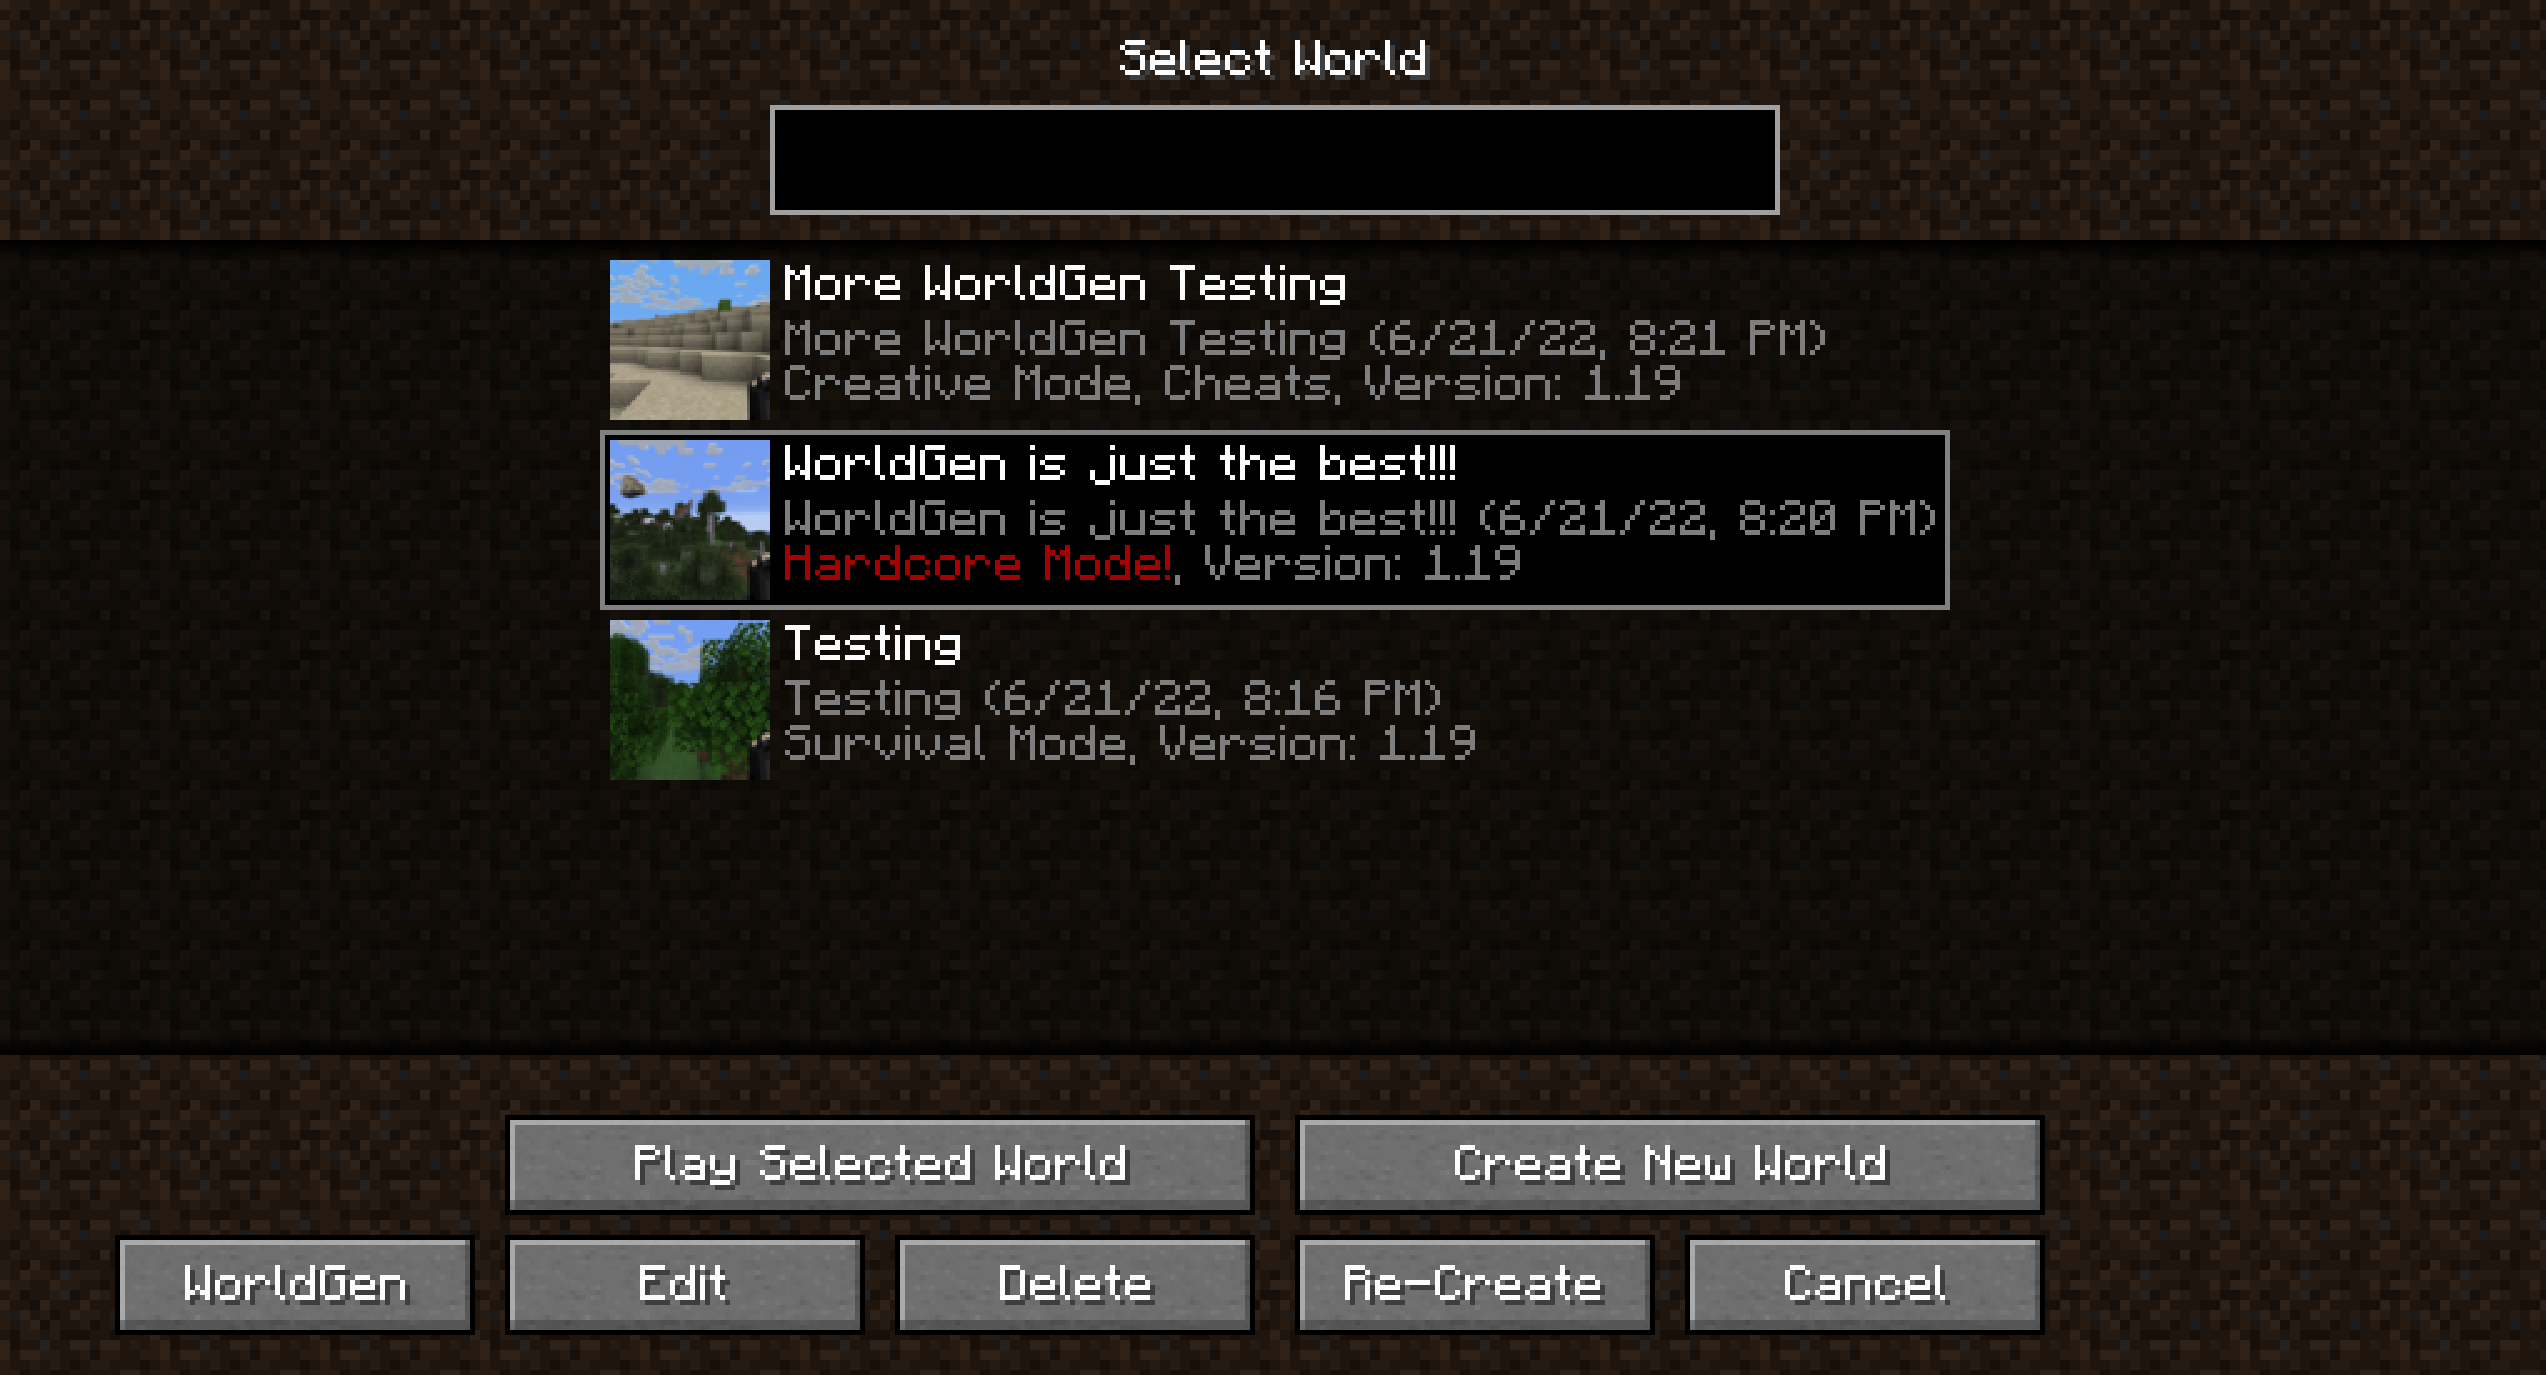 Select World
More WorldGen Testing
More WorldGen Testing (6/21/22, 8:21 PM)
Creative Mode, Cheats, Version: 1.19
WorldGen is just the best!!!
WorldGen is just the best!!! (6/21/22, 8:20 PM)
Hardcore Mode!, Version: 1.19
Testing
Testing (6/21/22, 8:16 PM)
Survival Mode, Version: 1.19
Play Selected World
Create New World
WorldGen
Edit
Delete
Re-Create
Cancel